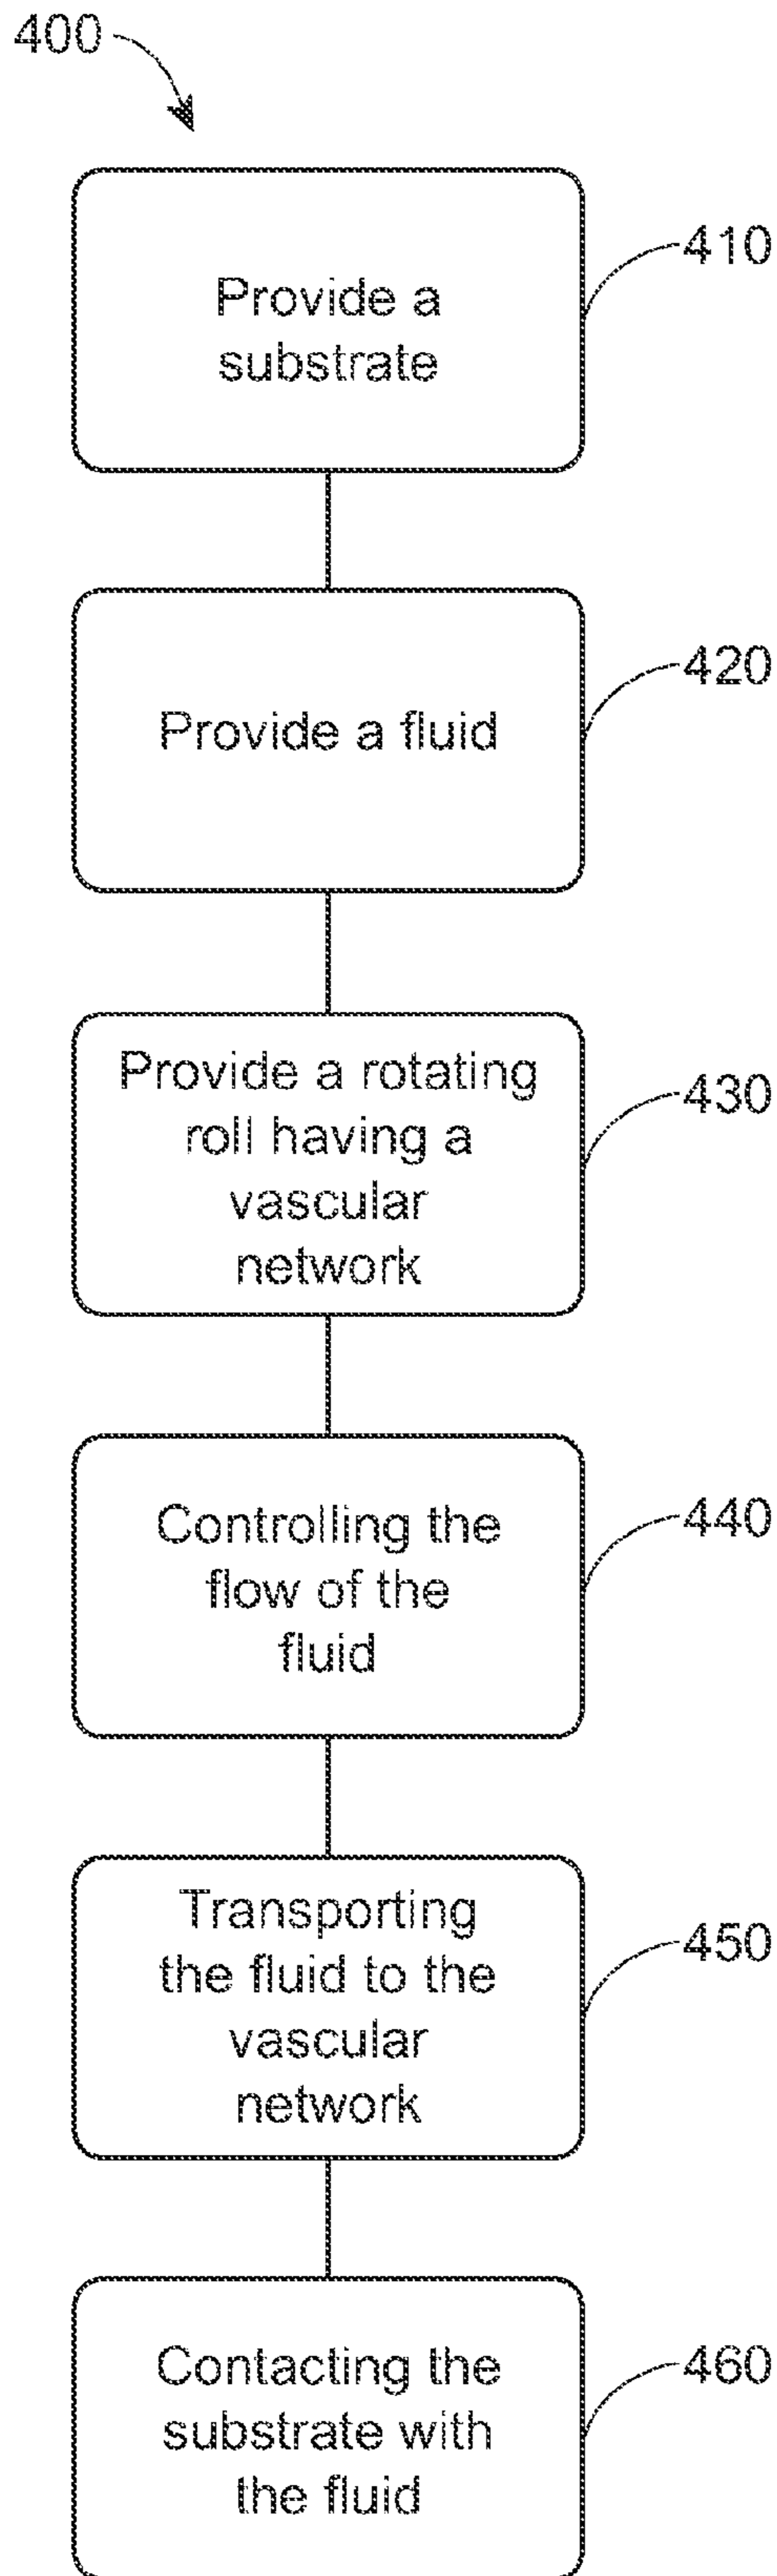 400
Provide a
substrate
410
Provide a fluid
420
Provide a rotating
roll having a
vascular
network
430
Controlling the
flow of the
fluid
440
Transporting
the fluid to the
vascular
network
450
Contacting the
substrate with
the fluid
460